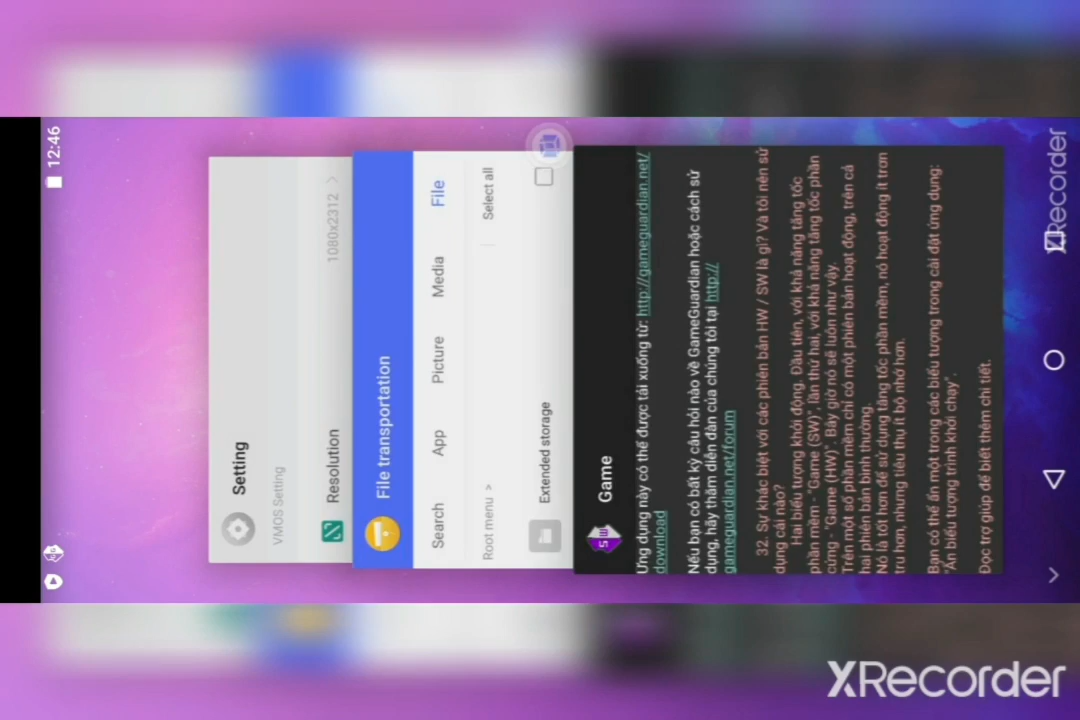 12:46
Setting
VMOS Setting
Resolution
1080x2312 >
File transportation
Search App Picture Media File
Root menu >
Select all
Extended storage
Game
Ứng dụng này có thể được tải xuống từ: http://gameguardian.net/
download
Nếu bạn có bất kỳ câu hỏi nào về GameGuardian hoặc cách sử
dụng, hãy thăm diễn đàn của chúng tôi tại http://
gameguardian.net/forum
32. Sự khác biệt với các phiên bản HW / SW là gì? Và tôi nên sử
dụng cái nào?
Hai biểu tượng khởi động. Đầu tiên, với khả năng tăng tốc
phần mềm - "Game (SW)", lần thứ hai, với khả năng tăng tốc phần
cứng - "Game (HW)". Bây giờ nó sẽ luôn như vậy.
Trên một số phần mềm chỉ có một phiên bản hoạt động, trên cả
hai phiên bản bình thường.
Nó là tốt hơn để sử dụng tăng tốc phần mềm, nó hoạt động ít trơn
tru hơn, nhưng tiêu thụ ít bộ nhớ hơn.
Bạn có thể ẩn một trong các biểu tượng trong cài đặt ứng dụng:
"Ẩn biểu tượng trình khởi chạy".
Đọc trợ giúp để biết thêm chi tiết.
XRecorder
XRecorder